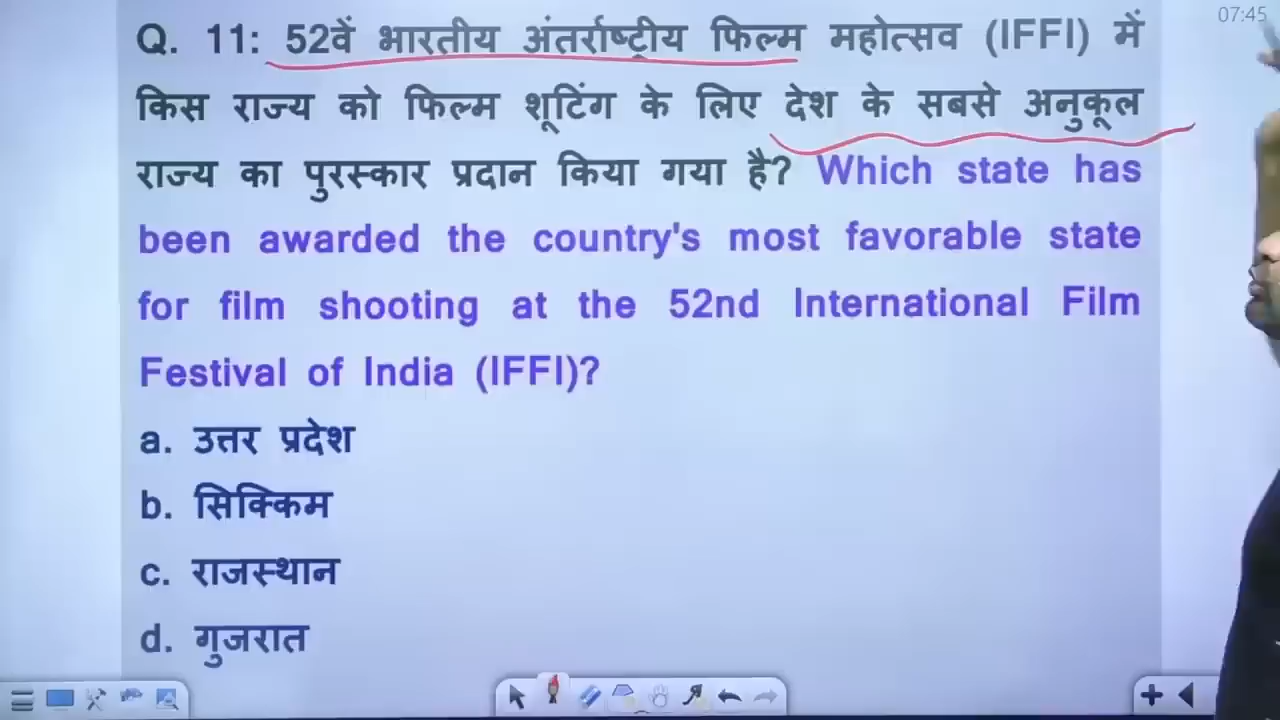 07:45
Q. 11: 52वें भारतीय अंतर्राष्ट्रीय फिल्म महोत्सव (IFFI) में
किस राज्य को फिल्म शूटिंग के लिए देश के सबसे अनुकूल
राज्य का पुरस्कार प्रदान किया गया है? Which state has
been awarded the country's most favorable state
for film shooting at the 52nd International Film
Festival of India (IFFI)?
a. उत्तर प्रदेश
b. सिक्किम
c. राजस्थान
d. गुजरात